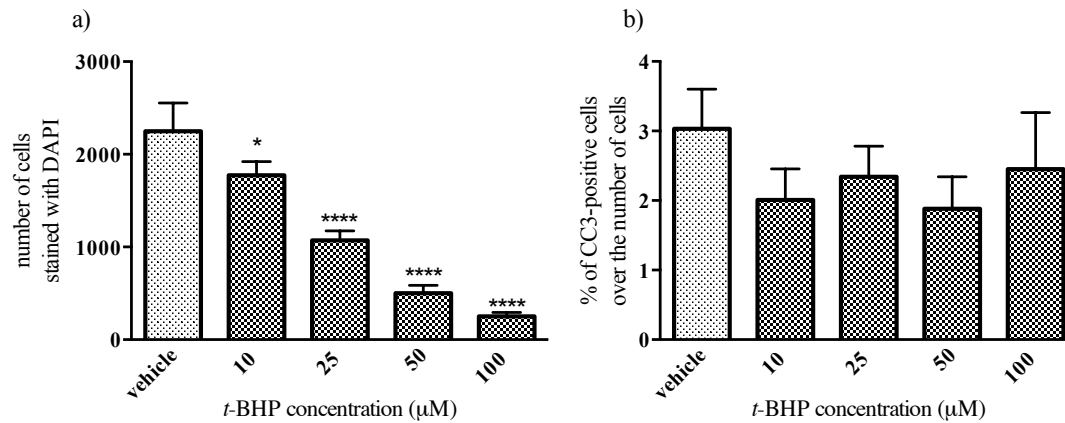 a)
number of cells
stained with DAPI
3000
2000
1000
0
*
****
****
****
vehicle
10
25
50
100
t-BHP concentration (µM)
b)
% of CC3-positive cells
over the number of cells
4
3
2
1
0
vehicle
10
25
50
100
t-BHP concentration (µM)